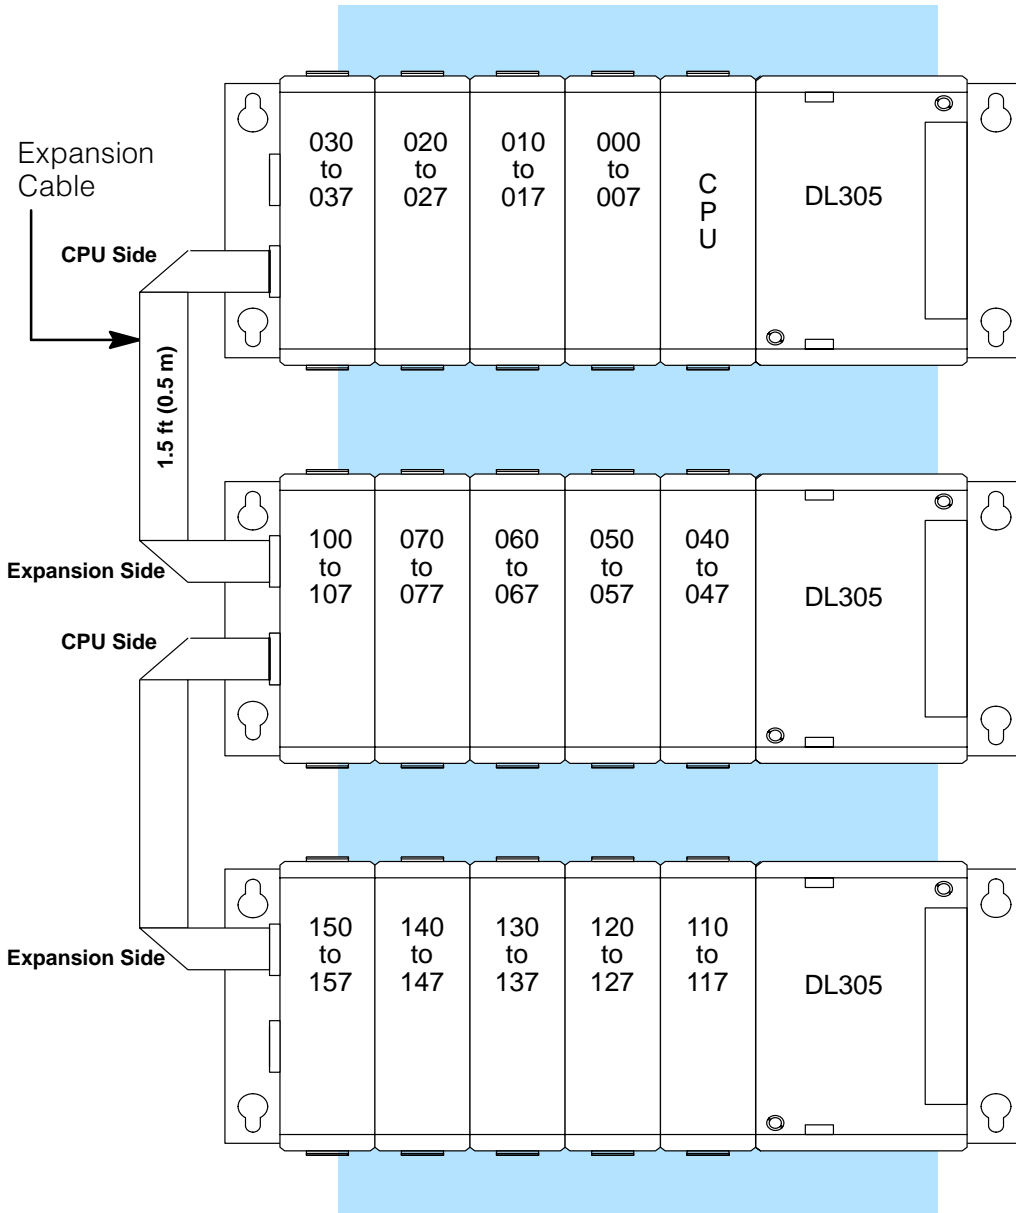 Expansion
Cable
CPU Side
1.5 ft (0.5 m)
030
to
037
020
to
027
010
to
017
000
to
007
C
P
U
DL305
Expansion Side
CPU Side
100
to
107
070
to
077
060
to
067
050
to
057
040
to
047
DL305
Expansion Side
150
to
157
140
to
147
130
to
137
120
to
127
110
to
117
DL305